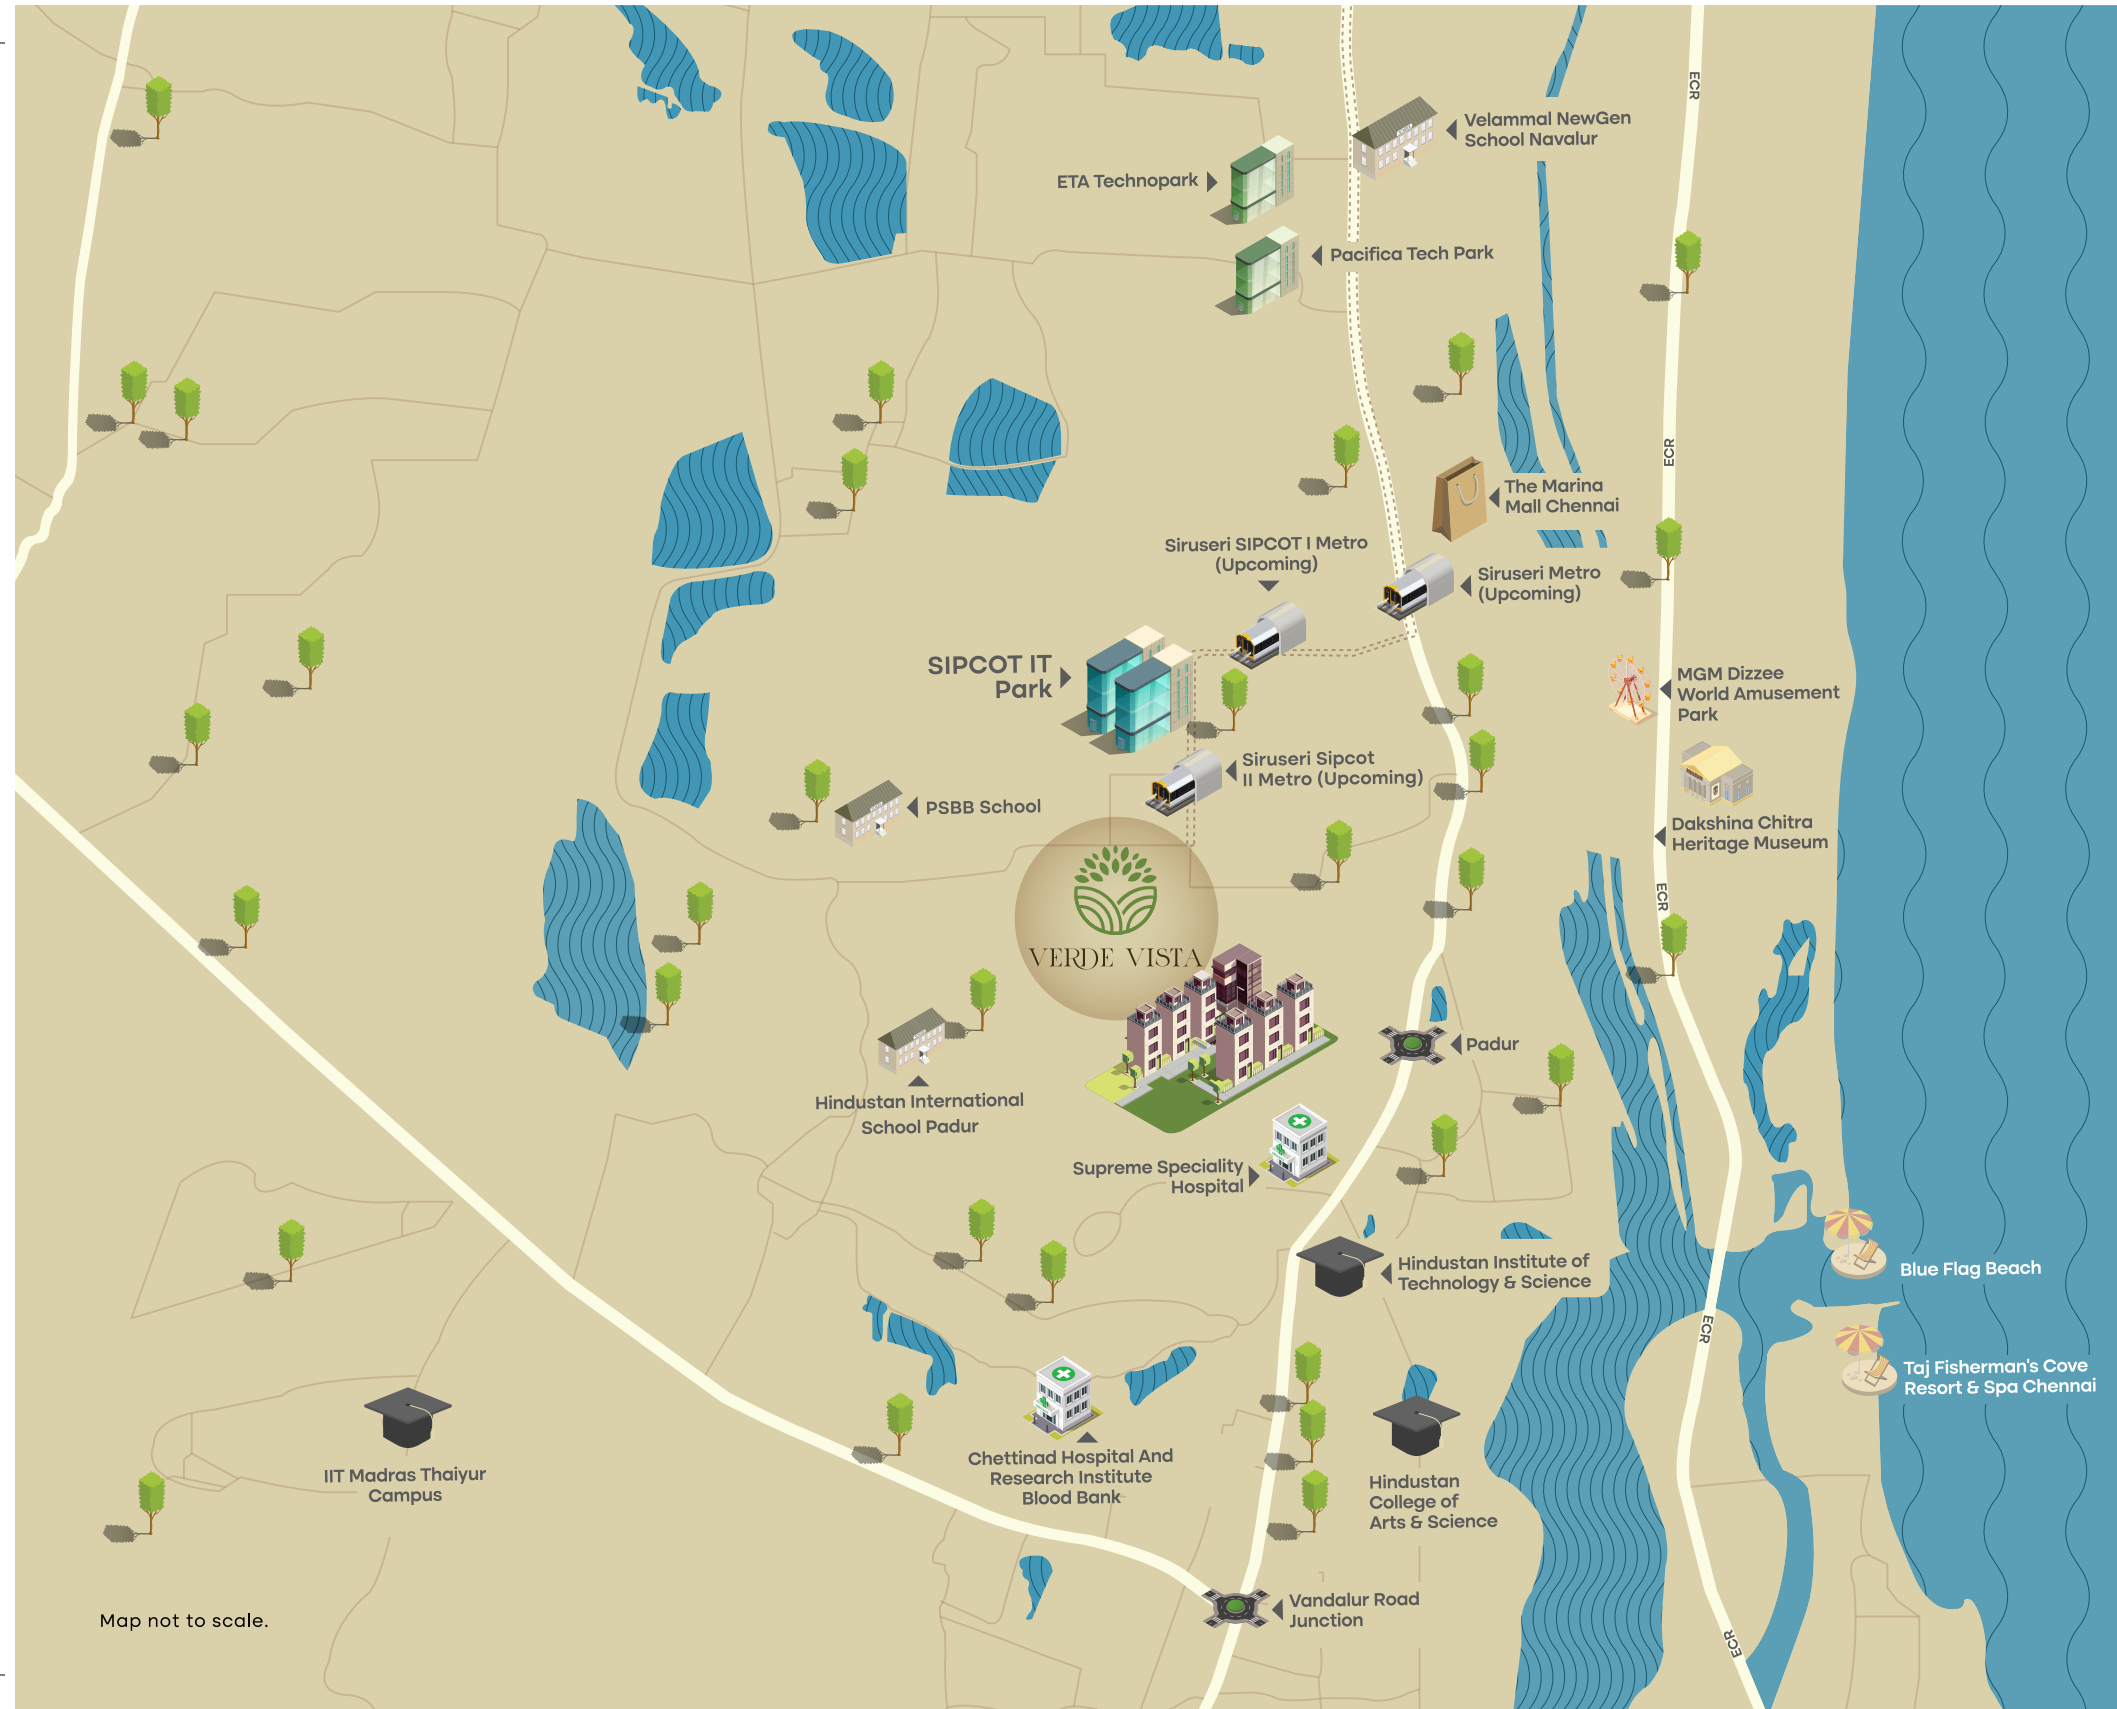 ECR
Velammal NewGen
School Navalur
ETA Technopark
Pacifica Tech Park
ECR
The Marina
Mall Chennai
Siruseri SIPCOT I Metro
(Upcoming)
Siruseri Metro
(Upcoming)
SIPCOT IT
Park
MGM Dizzee
World Amusement
Park
Siruseri Sipcot
II Metro (Upcoming)
PSBB School
Dakshina Chitra
Heritage Museum
ECR
VERDE VISTA
Padur
Hindustan International
School Padur
Supreme Speciality
Hospital
Hindustan Institute of
Technology & Science
Blue Flag Beach
ECR
Taj Fisherman's Cove
Resort & Spa Chennai
IIT Madras Thaiyur
Campus
Chettinad Hospital And
Research Institute
Blood Bank
Hindustan
College of
Arts & Science
Vandalur Road
Junction
Map not to scale.
ECR